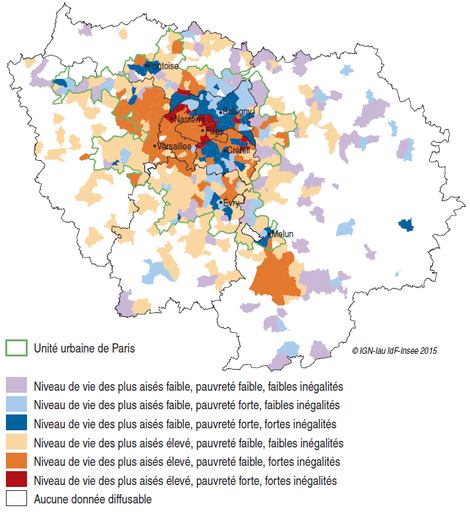 Pontoise
Bobigny
Nanterre
Paris
Versailles
Créteil
Évry
Melun
© IGN-Iau IdF-Insee 2015
Unité urbaine de Paris
Niveau de vie des plus aisés faible, pauvreté faible, faibles inégalités
Niveau de vie des plus aisés faible, pauvreté forte, faibles inégalités
Niveau de vie des plus aisés faible, pauvreté forte, fortes inégalités
Niveau de vie des plus aisés élevé, pauvreté faible, faibles inégalités
Niveau de vie des plus aisés élevé, pauvreté faible, fortes inégalités
Niveau de vie des plus aisés élevé, pauvreté forte, fortes inégalités
Aucune donnée diffusable